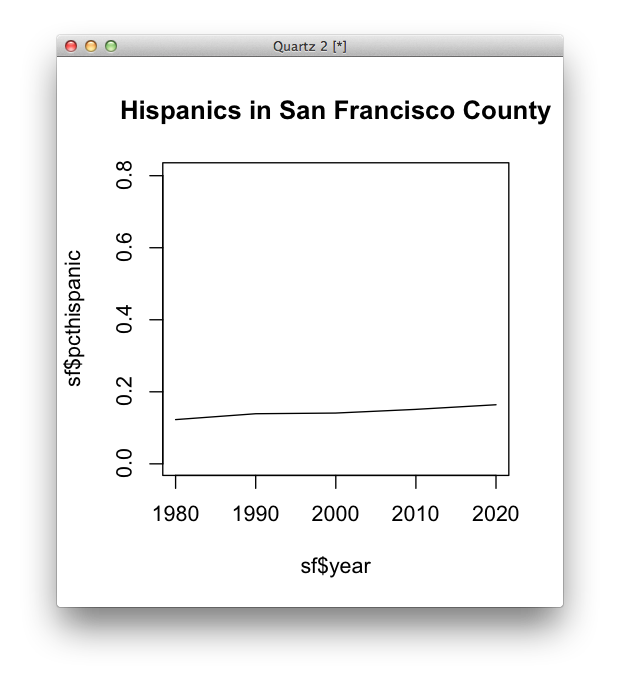 Quartz 2 [*]
Hispanics in San Francisco County
sf$pcthispanic
0.8
0.6
0.4
0.2
0.0
1980 1990 2000 2010 2020
sf$year